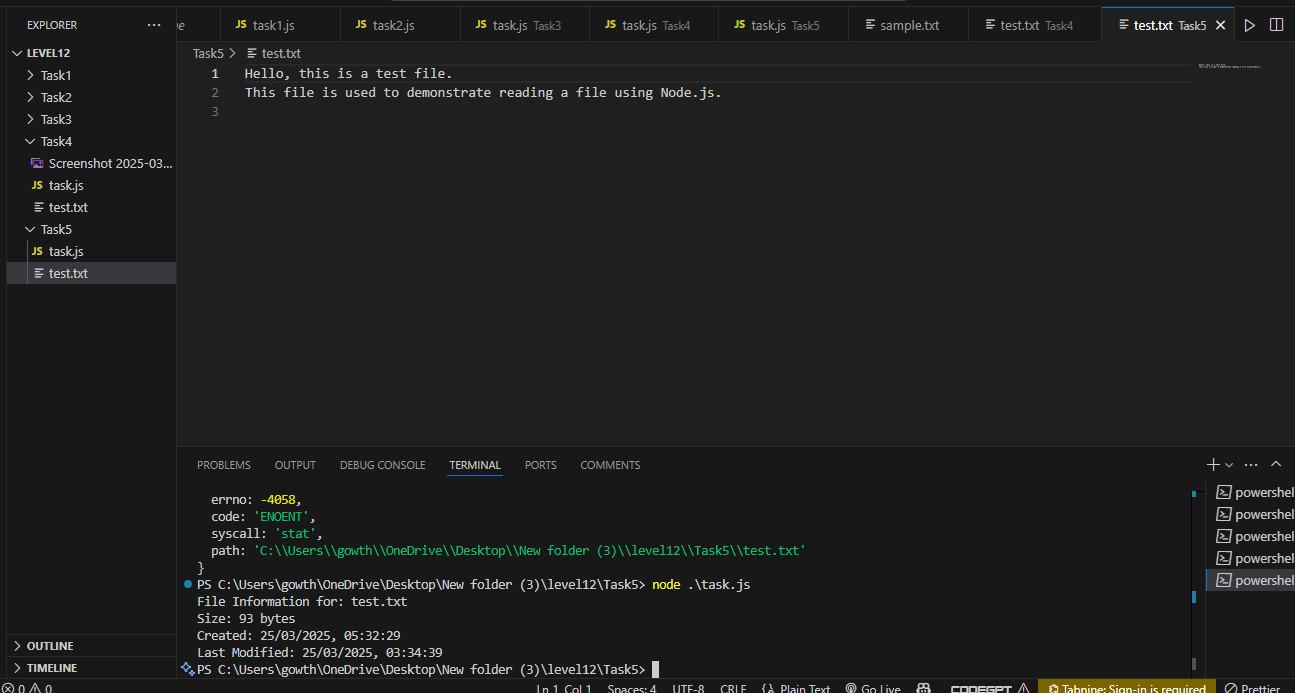 EXPLORER
LEVEL12
Task1
Task2
Task3
Task4
Screenshot 2025-03...
JS task.js
test.txt
Task5
JS task.js
test.txt
OUTLINE
TIMELINE
JS task1.js
JS task2.js
JS task.js Task3
JS task.js Task4
JS task.js Task5
sample.txt
test.txt Task4
test.txt Task5
Task5 > test.txt
1 Hello, this is a test file.
2 This file is used to demonstrate reading a file using Node.js.
3
PROBLEMS OUTPUT DEBUG CONSOLE TERMINAL PORTS COMMENTS
errno: -4058,
code: 'ENOENT',
syscall: 'stat',
path: 'C:\\Users\\gowth\\OneDrive\\Desktop\\New folder (3)\\level12\\Task5\\test.txt'
}
PS C:\Users\gowth\OneDrive\Desktop\New folder (3)\level12\Task5> node .\task.js
File Information for: test.txt
Size: 93 bytes
Created: 25/03/2025, 05:32:29
Last Modified: 25/03/2025, 03:34:39
PS C:\Users\gowth\OneDrive\Desktop\New folder (3)\level12\Task5>
powershell
powershell
powershell
powershell
powershell
0 0 Ln 1, Col 1 Spaces: 4 UTF-8 CRLF {} Plain Text Go Live CODEGPT Tabnine: Sign-in is required Prettier